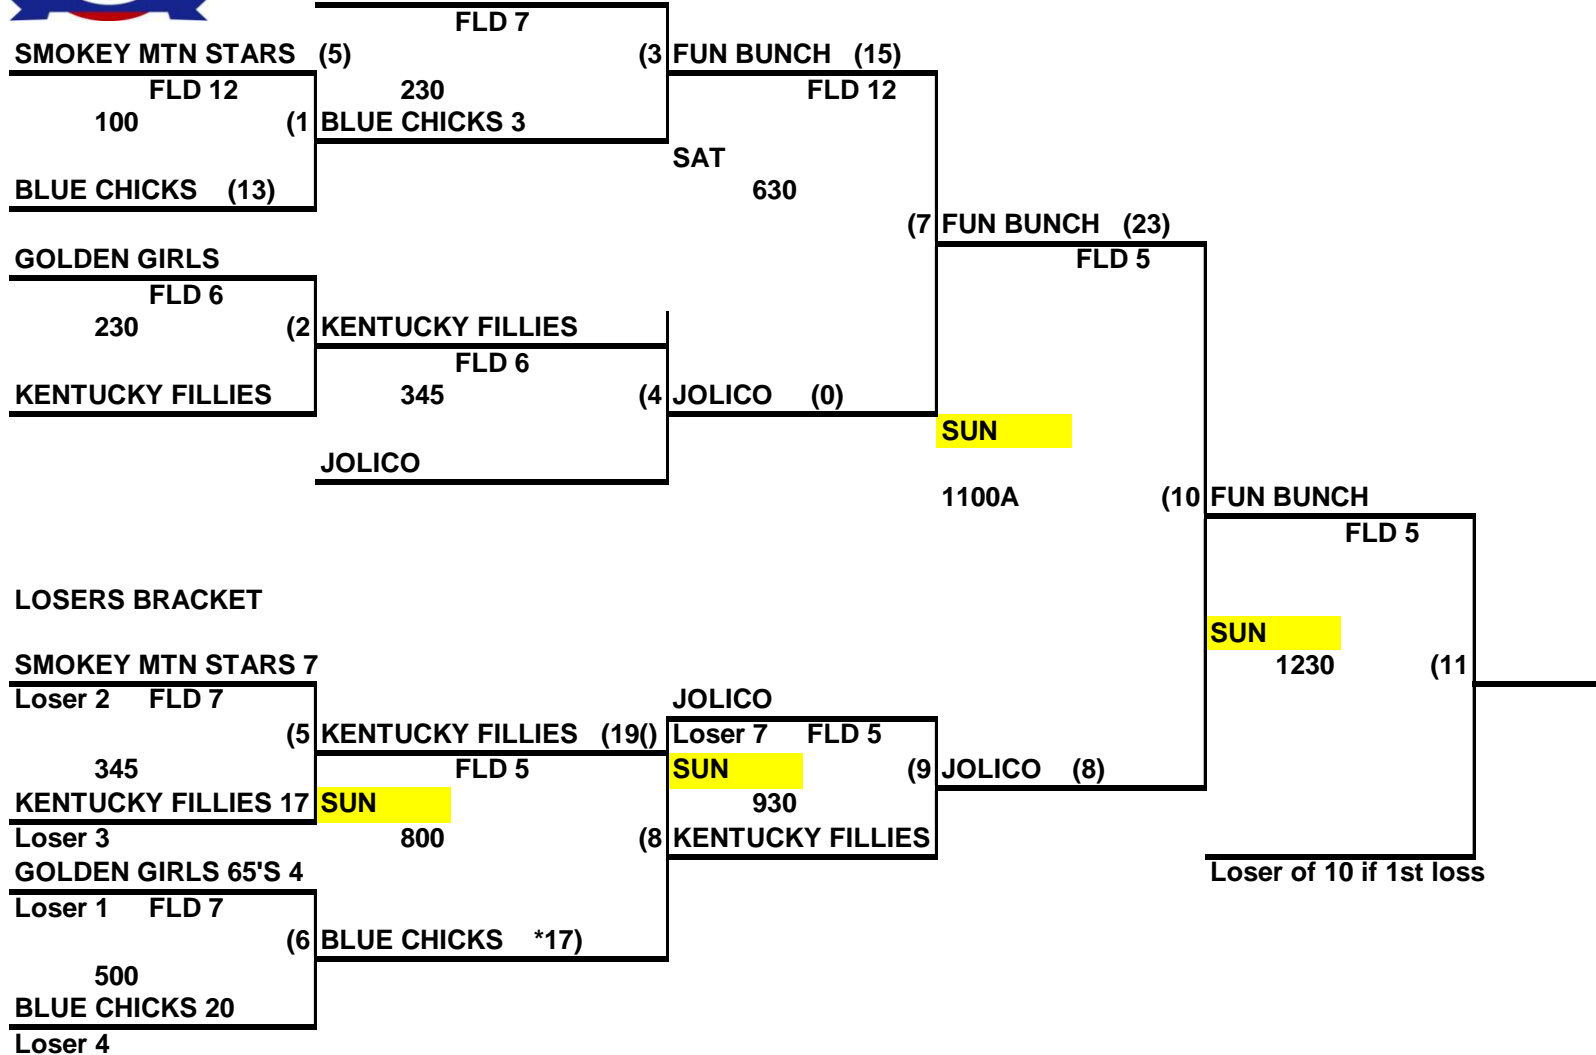 FLD 7
SMOKEY MTN STARS (5) (3 FUN BUNCH (15)
FLD 12 230 FLD 12
100 (1 BLUE CHICKS 3
SAT
BLUE CHICKS (13) 630
(7 FUN BUNCH (23)
GOLDEN GIRLS FLD 5
FLD 6
230 (2 KENTUCKY FILLIES
FLD 6
KENTUCKY FILLIES 345 (4 JOLICO (0)
SUN
JOLICO
1100A (10 FUN BUNCH
FLD 5
LOSERS BRACKET
SUN
SMOKEY MTN STARS 7 1230 (11
Loser 2 FLD 7 JOLICO
(5 KENTUCKY FILLIES (19() Loser 7 FLD 5
345 FLD 5 SUN (9 JOLICO (8)
KENTUCKY FILLIES 17 SUN 930
Loser 3 800 (8 KENTUCKY FILLIES
GOLDEN GIRLS 65'S 4 Loser of 10 if 1st loss
Loser 1 FLD 7
(6 BLUE CHICKS *17)
500
BLUE CHICKS 20
Loser 4